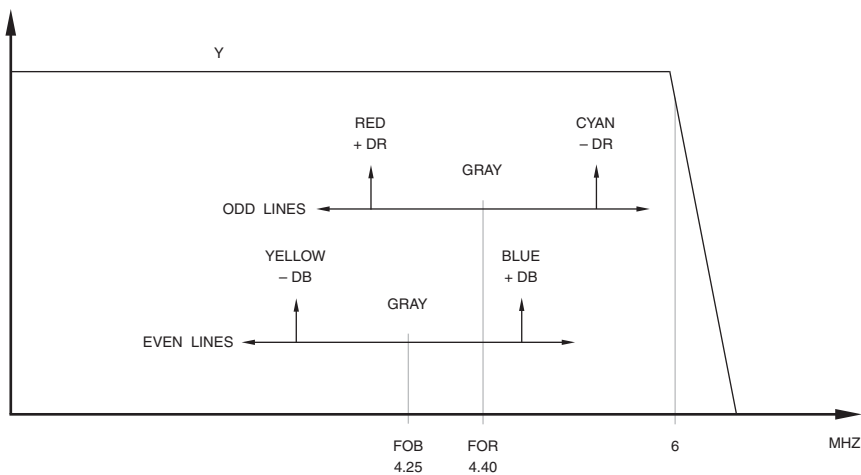 Y
RED
+ DR
CYAN
– DR
GRAY
ODD LINES
YELLOW
– DB
BLUE
+ DB
GRAY
EVEN LINES
FOB
4.25
FOR
4.40
6
MHZ